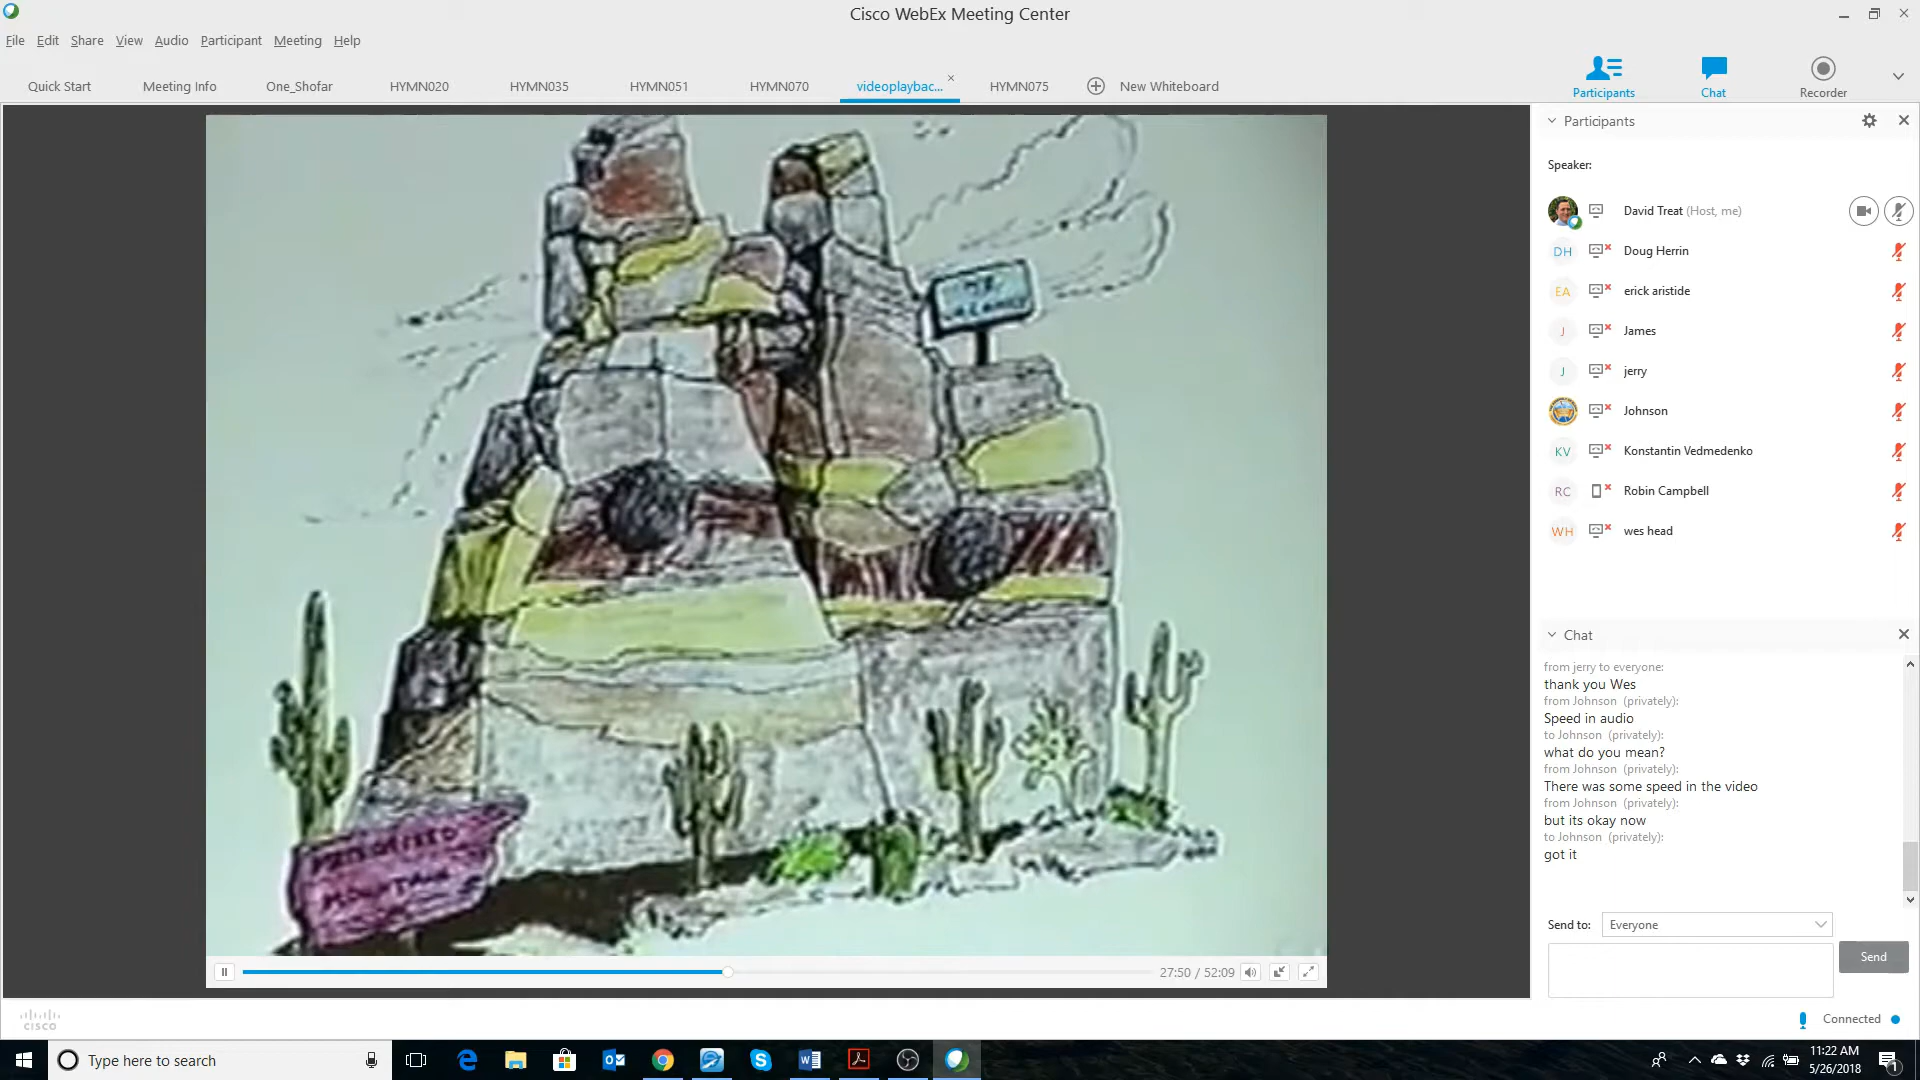 Cisco WebEx Meeting Center
File Edit Share View Audio Participant Meeting Help
Quick Start Meeting Info One_Shofar HYMN020 HYMN035 HYMN051 HYMN070 videoplaybac... HYMN075 New Whiteboard
Participants Chat Recorder
Participants
Speaker:
David Treat (Host, me)
DH Doug Herrin
EA erick aristide
J James
J jerry
Johnson
KV Konstantin Vedmedenko
RC Robin Campbell
WH wes head
Chat
from jerry to everyone:
thank you Wes
from Johnson (privately):
Speed in audio
to Johnson (privately):
what do you mean?
from Johnson (privately):
There was some speed in the video
from Johnson (privately):
but its okay now
to Johnson (privately):
got it
Send to: Everyone
Send
27:50 / 52:09
CISCO
Connected
Type here to search
11:22 AM
5/26/2018
1